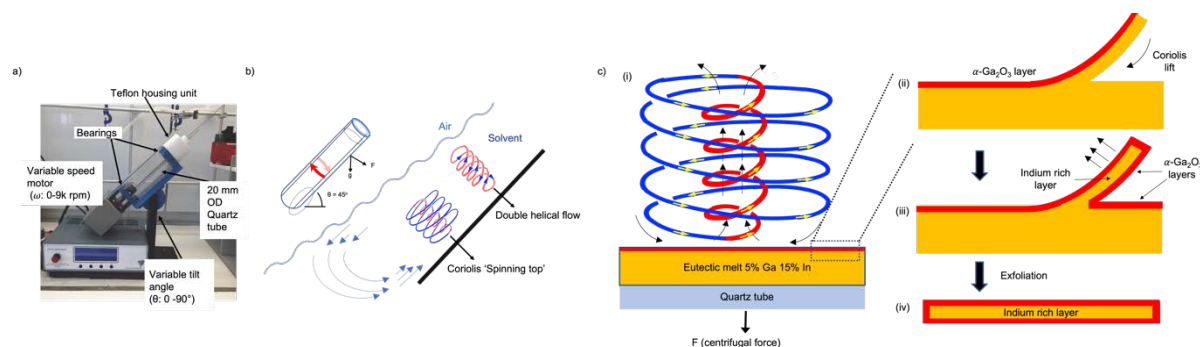 a)
Teflon housing unit
Bearings
Variable speed
motor
(ω: 0-9k rpm)
20 mm
OD
Quartz
tube
Variable tilt
angle
(θ: 0 -90°)
b)
Air
Solvent
F
g
θ = 45º
Double helical flow
Coriolis ‘Spinning top’
c)
(i)
Eutectic melt 5% Ga 15% In
Quartz tube
F (centrifugal force)
(ii)
α-Ga2O3 layer
Coriolis
lift
(iii)
Indium rich
layer
α-Ga2O
layers
Exfoliation
(iv)
Indium rich layer